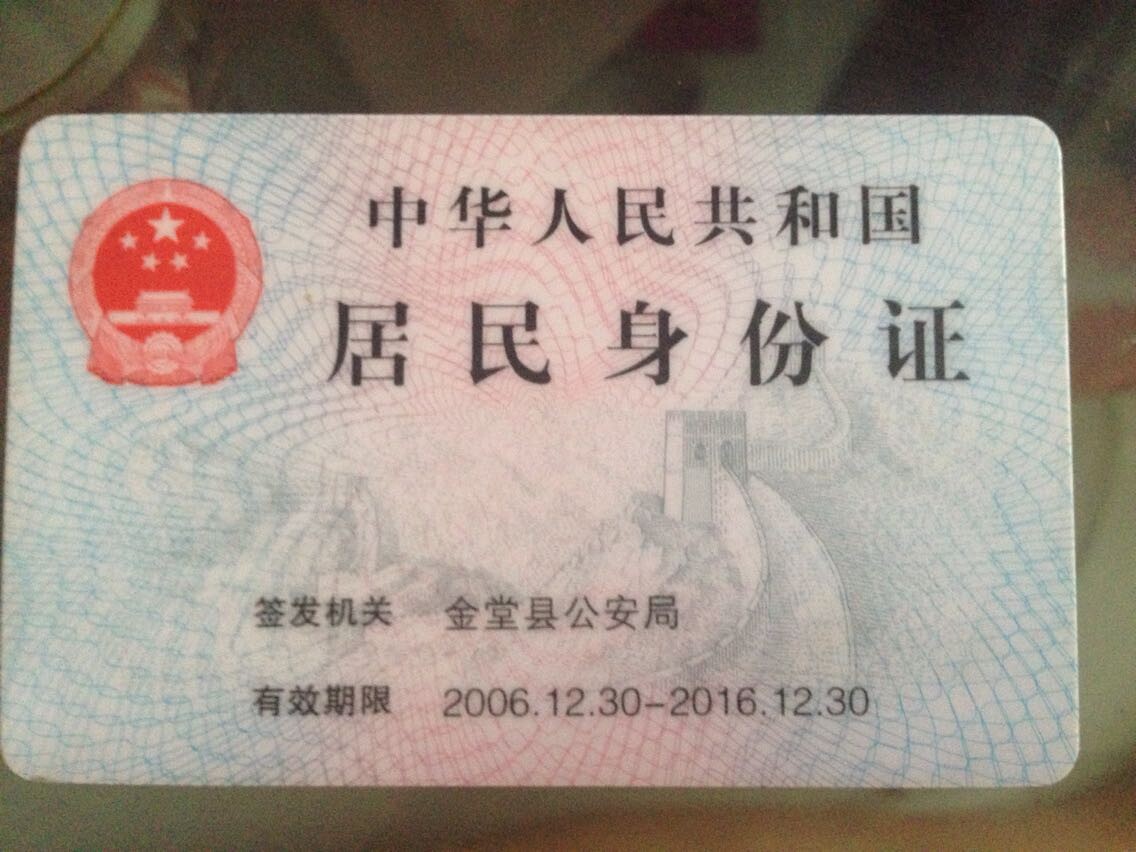 中华人民共和国
居民身份证
签发机关 金堂县公安局
有效期限 2006.12.30-2016.12.30